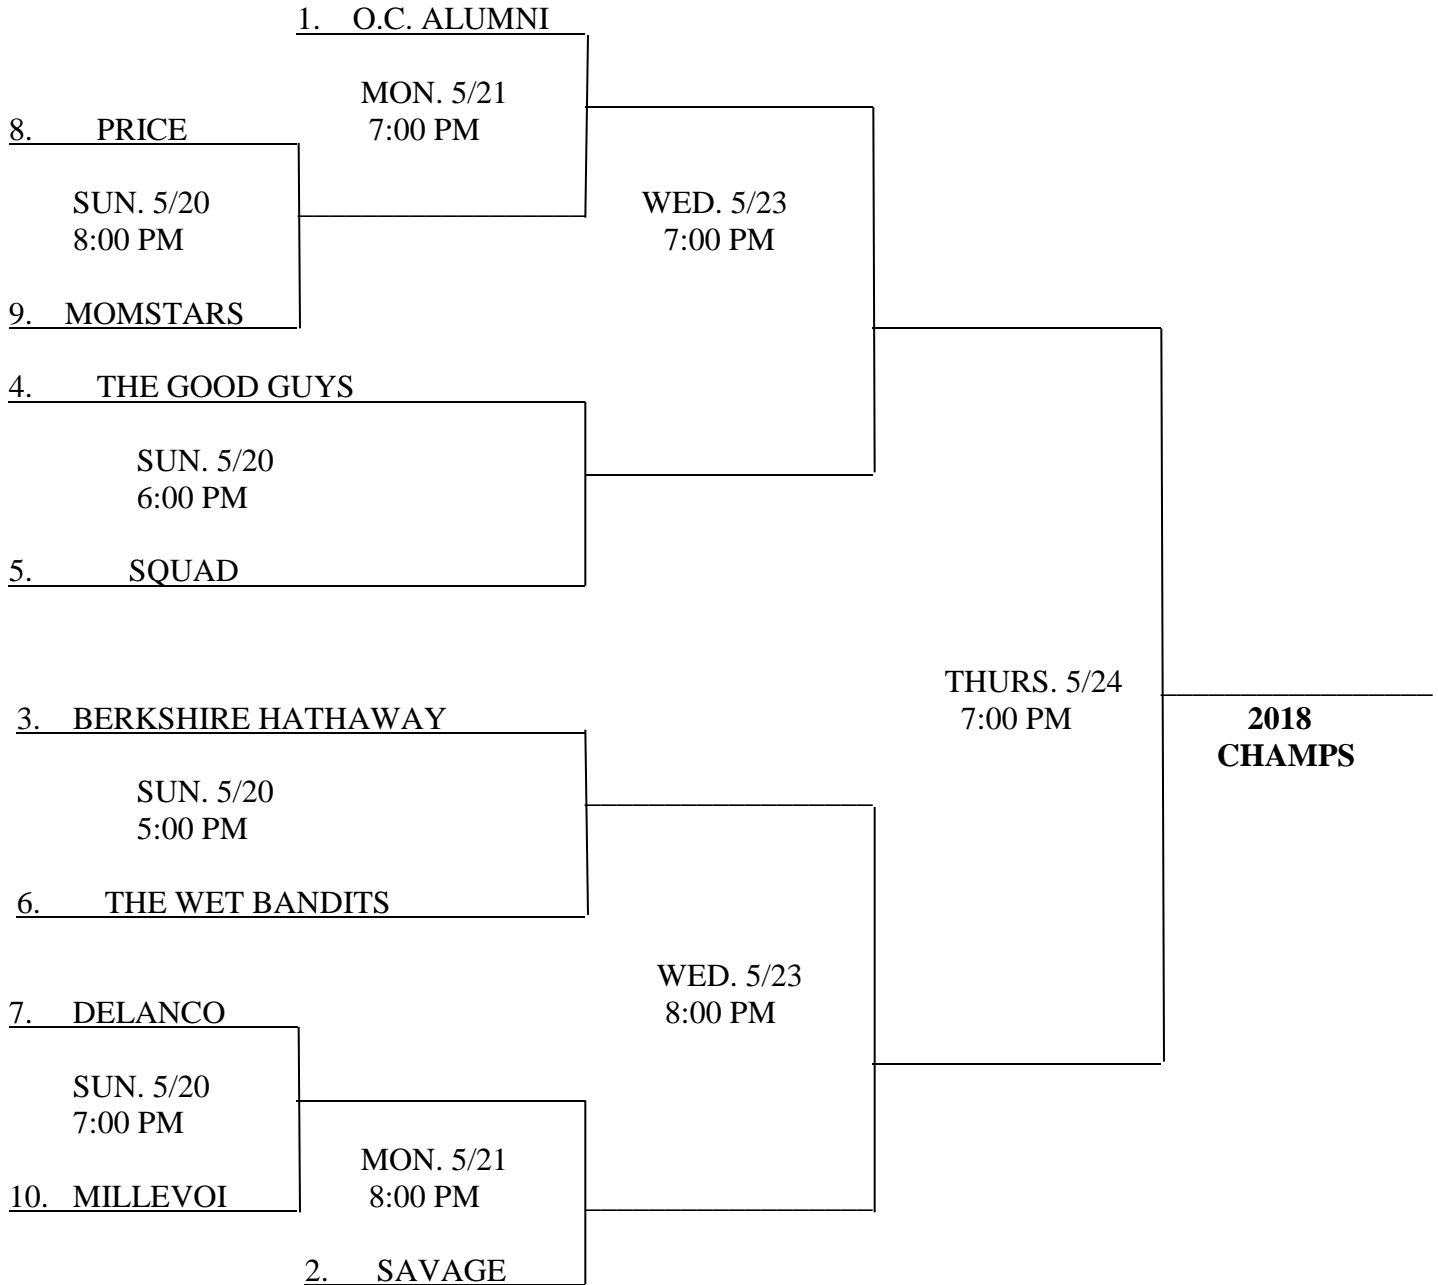 1. O.C. ALUMNI
MON. 5/21
7:00 PM
8. PRICE
SUN. 5/20
8:00 PM
WED. 5/23
7:00 PM
9. MOMSTARS
4. THE GOOD GUYS
SUN. 5/20
6:00 PM
5. SQUAD
THURS. 5/24
7:00 PM
2018
CHAMPS
3. BERKSHIRE HATHAWAY
SUN. 5/20
5:00 PM
6. THE WET BANDITS
WED. 5/23
8:00 PM
7. DELANCO
SUN. 5/20
7:00 PM
MON. 5/21
8:00 PM
10. MILLEVOI
2. SAVAGE